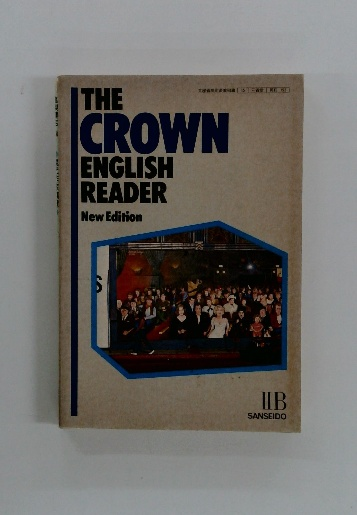 THE
CROWN
ENGLISH
READER
New Edition
S
IIB
SANSEIDO